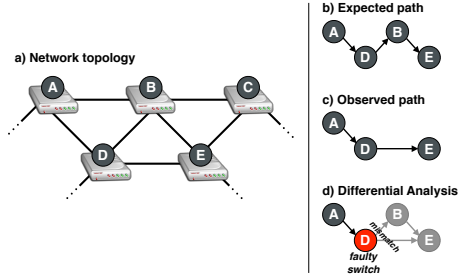 a) Network topology
A
B
C
D
E
b) Expected path
A
B
D
E
c) Observed path
A
D
E
d) Differential Analysis
A
B
D
E
mismatch
faulty
switch